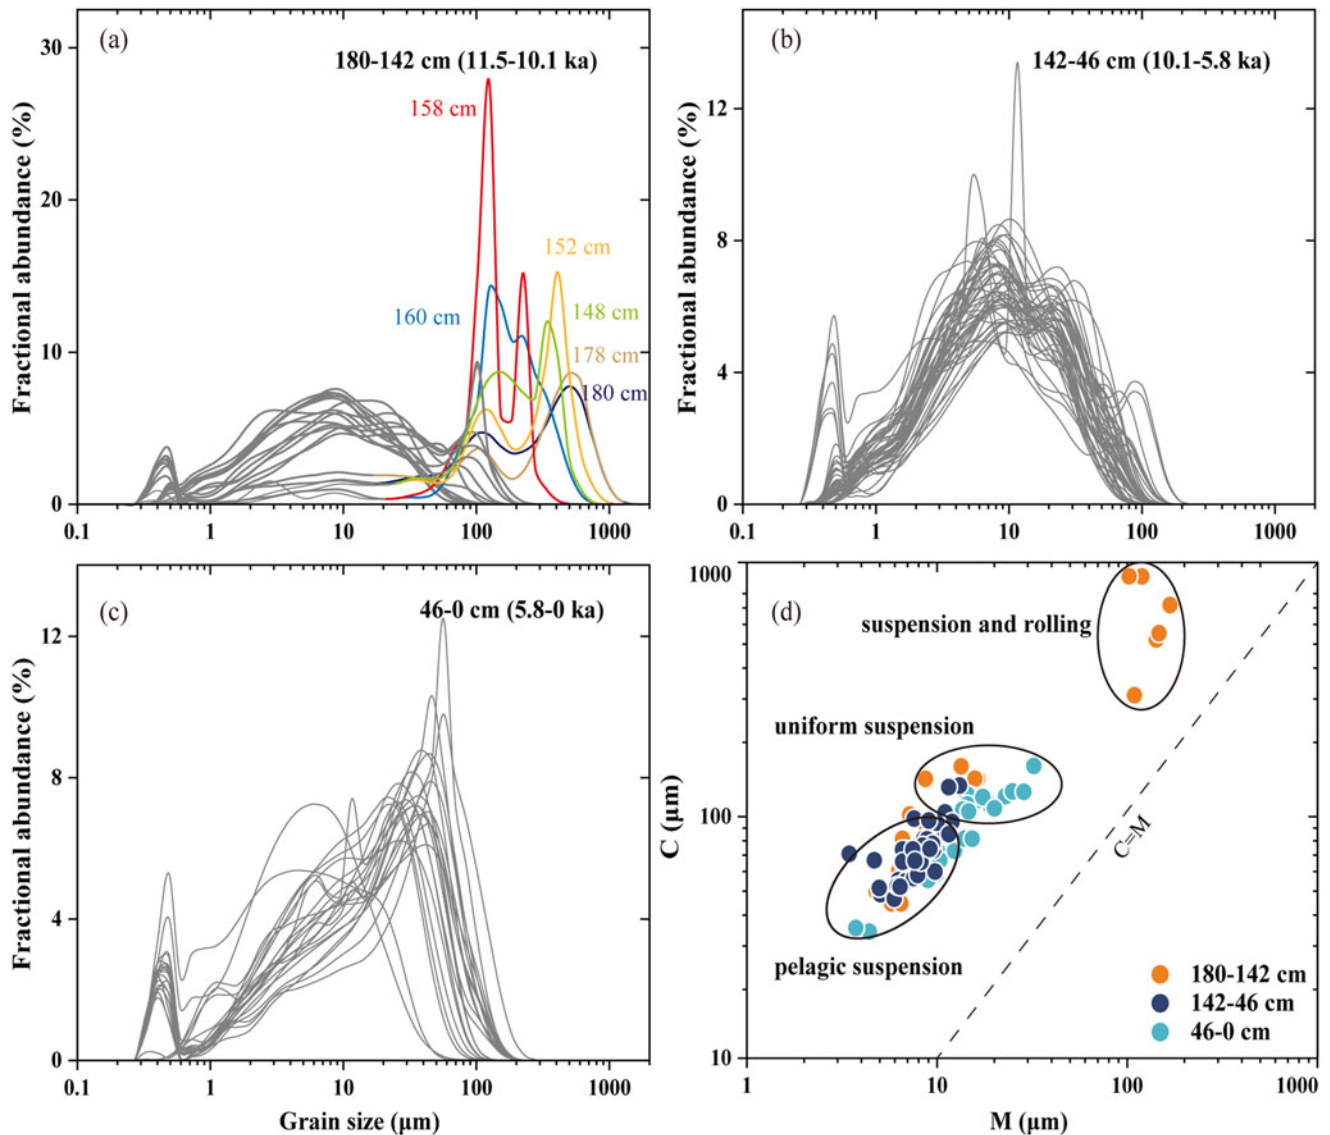 (a)
180-142 cm (11.5-10.1 ka)
158 cm
152 cm
160 cm
148 cm
178 cm
180 cm
Fractional abundance (%)
30
20
10
0
0.1 1 10 100 1000
(b)
142-46 cm (10.1-5.8 ka)
Fractional abundance (%)
12
8
4
0
0.1 1 10 100 1000
(c)
46-0 cm (5.8-0 ka)
Fractional abundance (%)
12
8
4
0
0.1 1 10 100 1000
Grain size (μm)
(d)
suspension and rolling
uniform suspension
pelagic suspension
C=M
180-142 cm
142-46 cm
46-0 cm
C (μm)
1000
100
10
1 10 100 1000
M (μm)